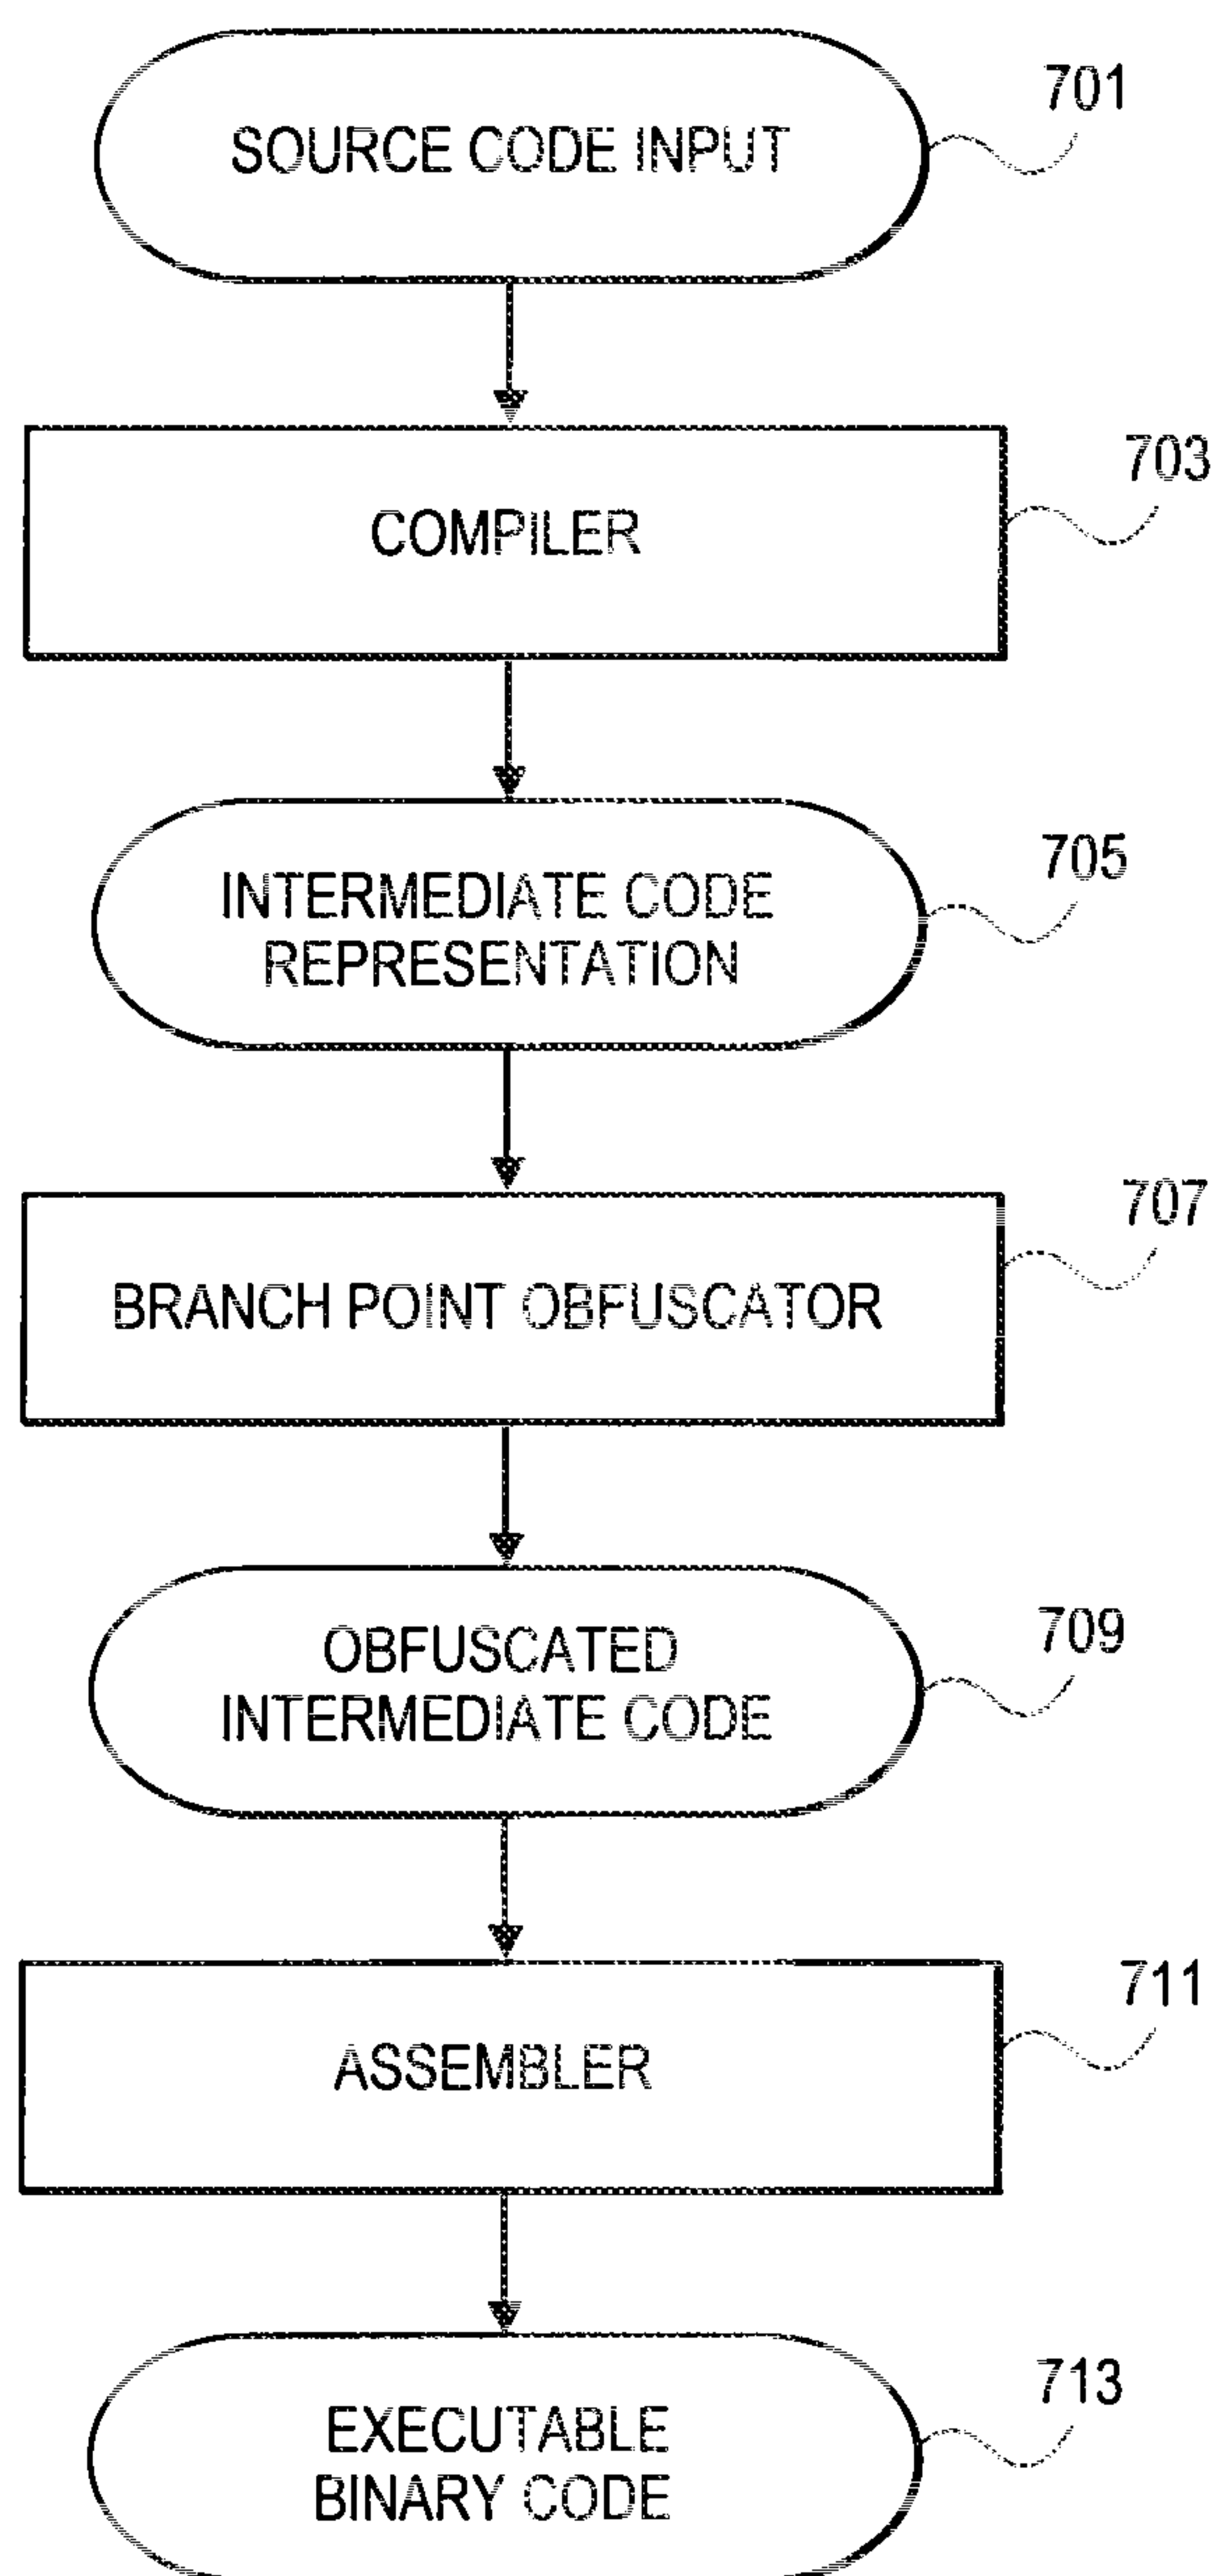 701
SOURCE CODE INPUT
703
COMPILER
705
INTERMEDIATE CODE
REPRESENTATION
707
BRANCH POINT OBFUSCATOR
709
OBFUSCATED
INTERMEDIATE CODE
711
ASSEMBLER
713
EXECUTABLE
BINARY CODE